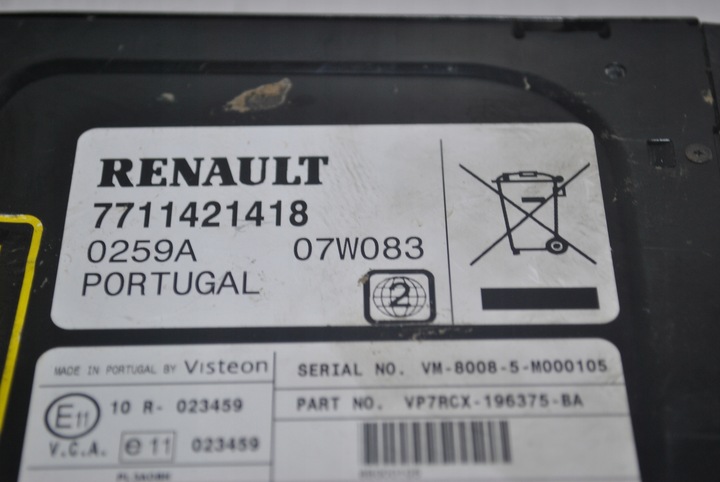 RENAULT
7711421418
0259A 07W083
PORTUGAL
2
MADE IN PORTUGAL BY Visteon
SERIAL NO. VM-8008-5-M000105
E11 10 R- 023459
PART NO. VP7RCX-196375-BA
V.C.A. e 11 023459